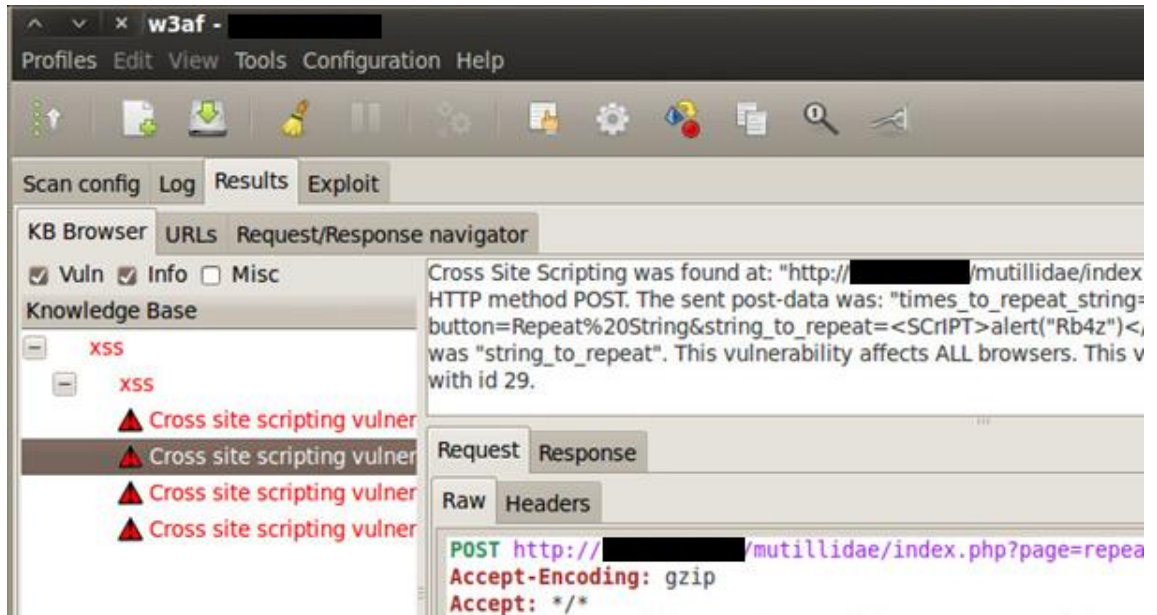 w3af -
Profiles Edit View Tools Configuration Help
Scan config Log Results Exploit
KB Browser URLs Request/Response navigator
Vuln Info Misc
Knowledge Base
xss
xss
Cross site scripting vulner
Cross site scripting vulner
Cross site scripting vulner
Cross site scripting vulner
Cross Site Scripting was found at: "http:// /mutillidae/index
HTTP method POST. The sent post-data was: "times_to_repeat_string=
button=Repeat%20String&string_to_repeat=<SCrIPT>alert("Rb4z")</
was "string_to_repeat". This vulnerability affects ALL browsers. This v
with id 29.
Request Response
Raw Headers
POST http:// /mutillidae/index.php?page=repea
Accept-Encoding: gzip
Accept: */*